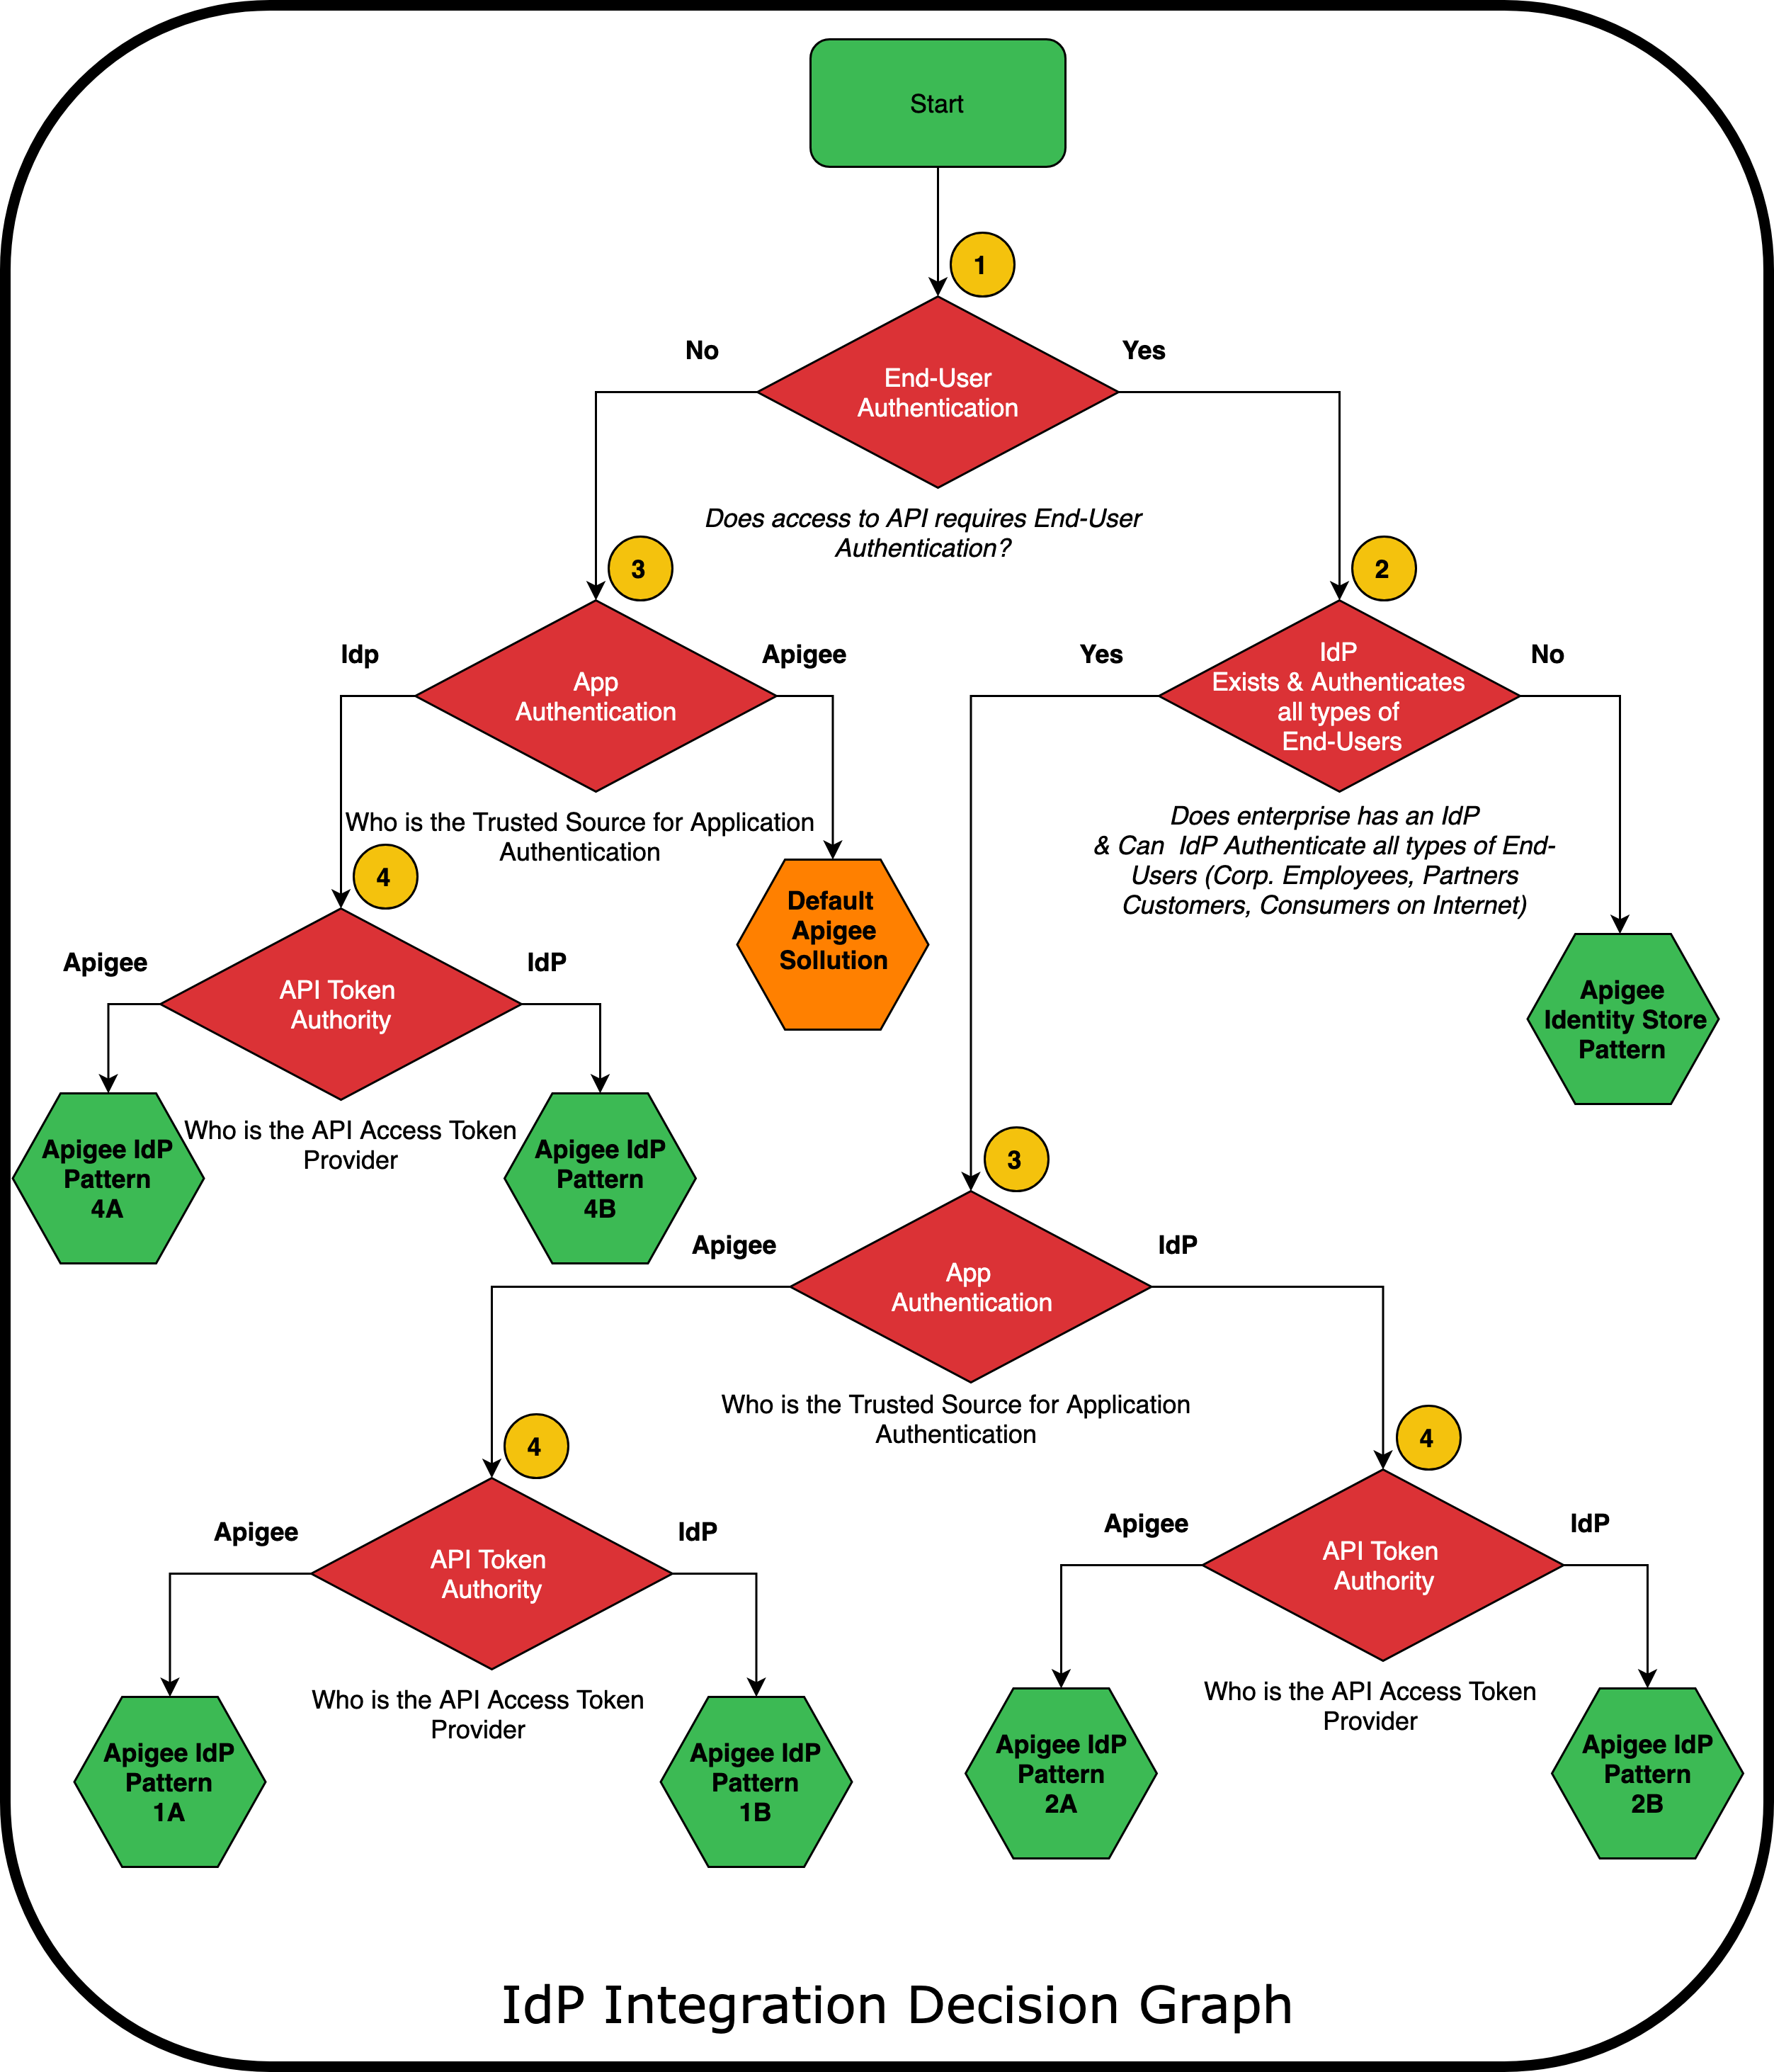 Start
1
No
Yes
End-User
Authentication
Does access to API requires End-User
Authentication?
3
2
Idp
Apigee
App
Authentication
Who is the Trusted Source for Application
Authentication
Yes
No
IdP
Exists & Authenticates
all types of
End-Users
Does enterprise has an IdP
& Can IdP Authenticate all types of End-
Users (Corp. Employees, Partners
Customers, Consumers on Internet)
4
Default
Apigee
Sollution
Apigee
IdP
API Token
Authority
Apigee
Identity Store
Pattern
Who is the API Access Token
Provider
Apigee IdP
Pattern
4A
Apigee IdP
Pattern
4B
3
Apigee
IdP
App
Authentication
Who is the Trusted Source for Application
Authentication
4
4
Apigee
IdP
API Token
Authority
Who is the API Access Token
Provider
Apigee
IdP
API Token
Authority
Who is the API Access Token
Provider
Apigee IdP
Pattern
1A
Apigee IdP
Pattern
1B
Apigee IdP
Pattern
2A
Apigee IdP
Pattern
2B
IdP Integration Decision Graph